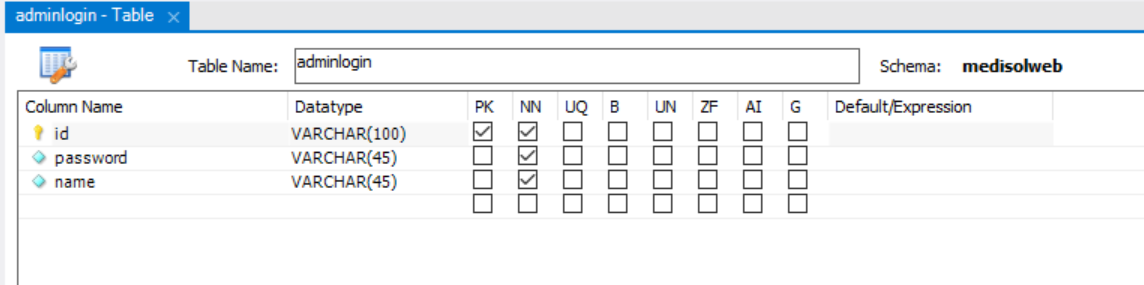 adminlogin - Table ×
Table Name: adminlogin Schema: medisolweb
Column Name Datatype PK NN UQ B UN ZF AI G Default/Expression
id VARCHAR(100)
password VARCHAR(45)
name VARCHAR(45)